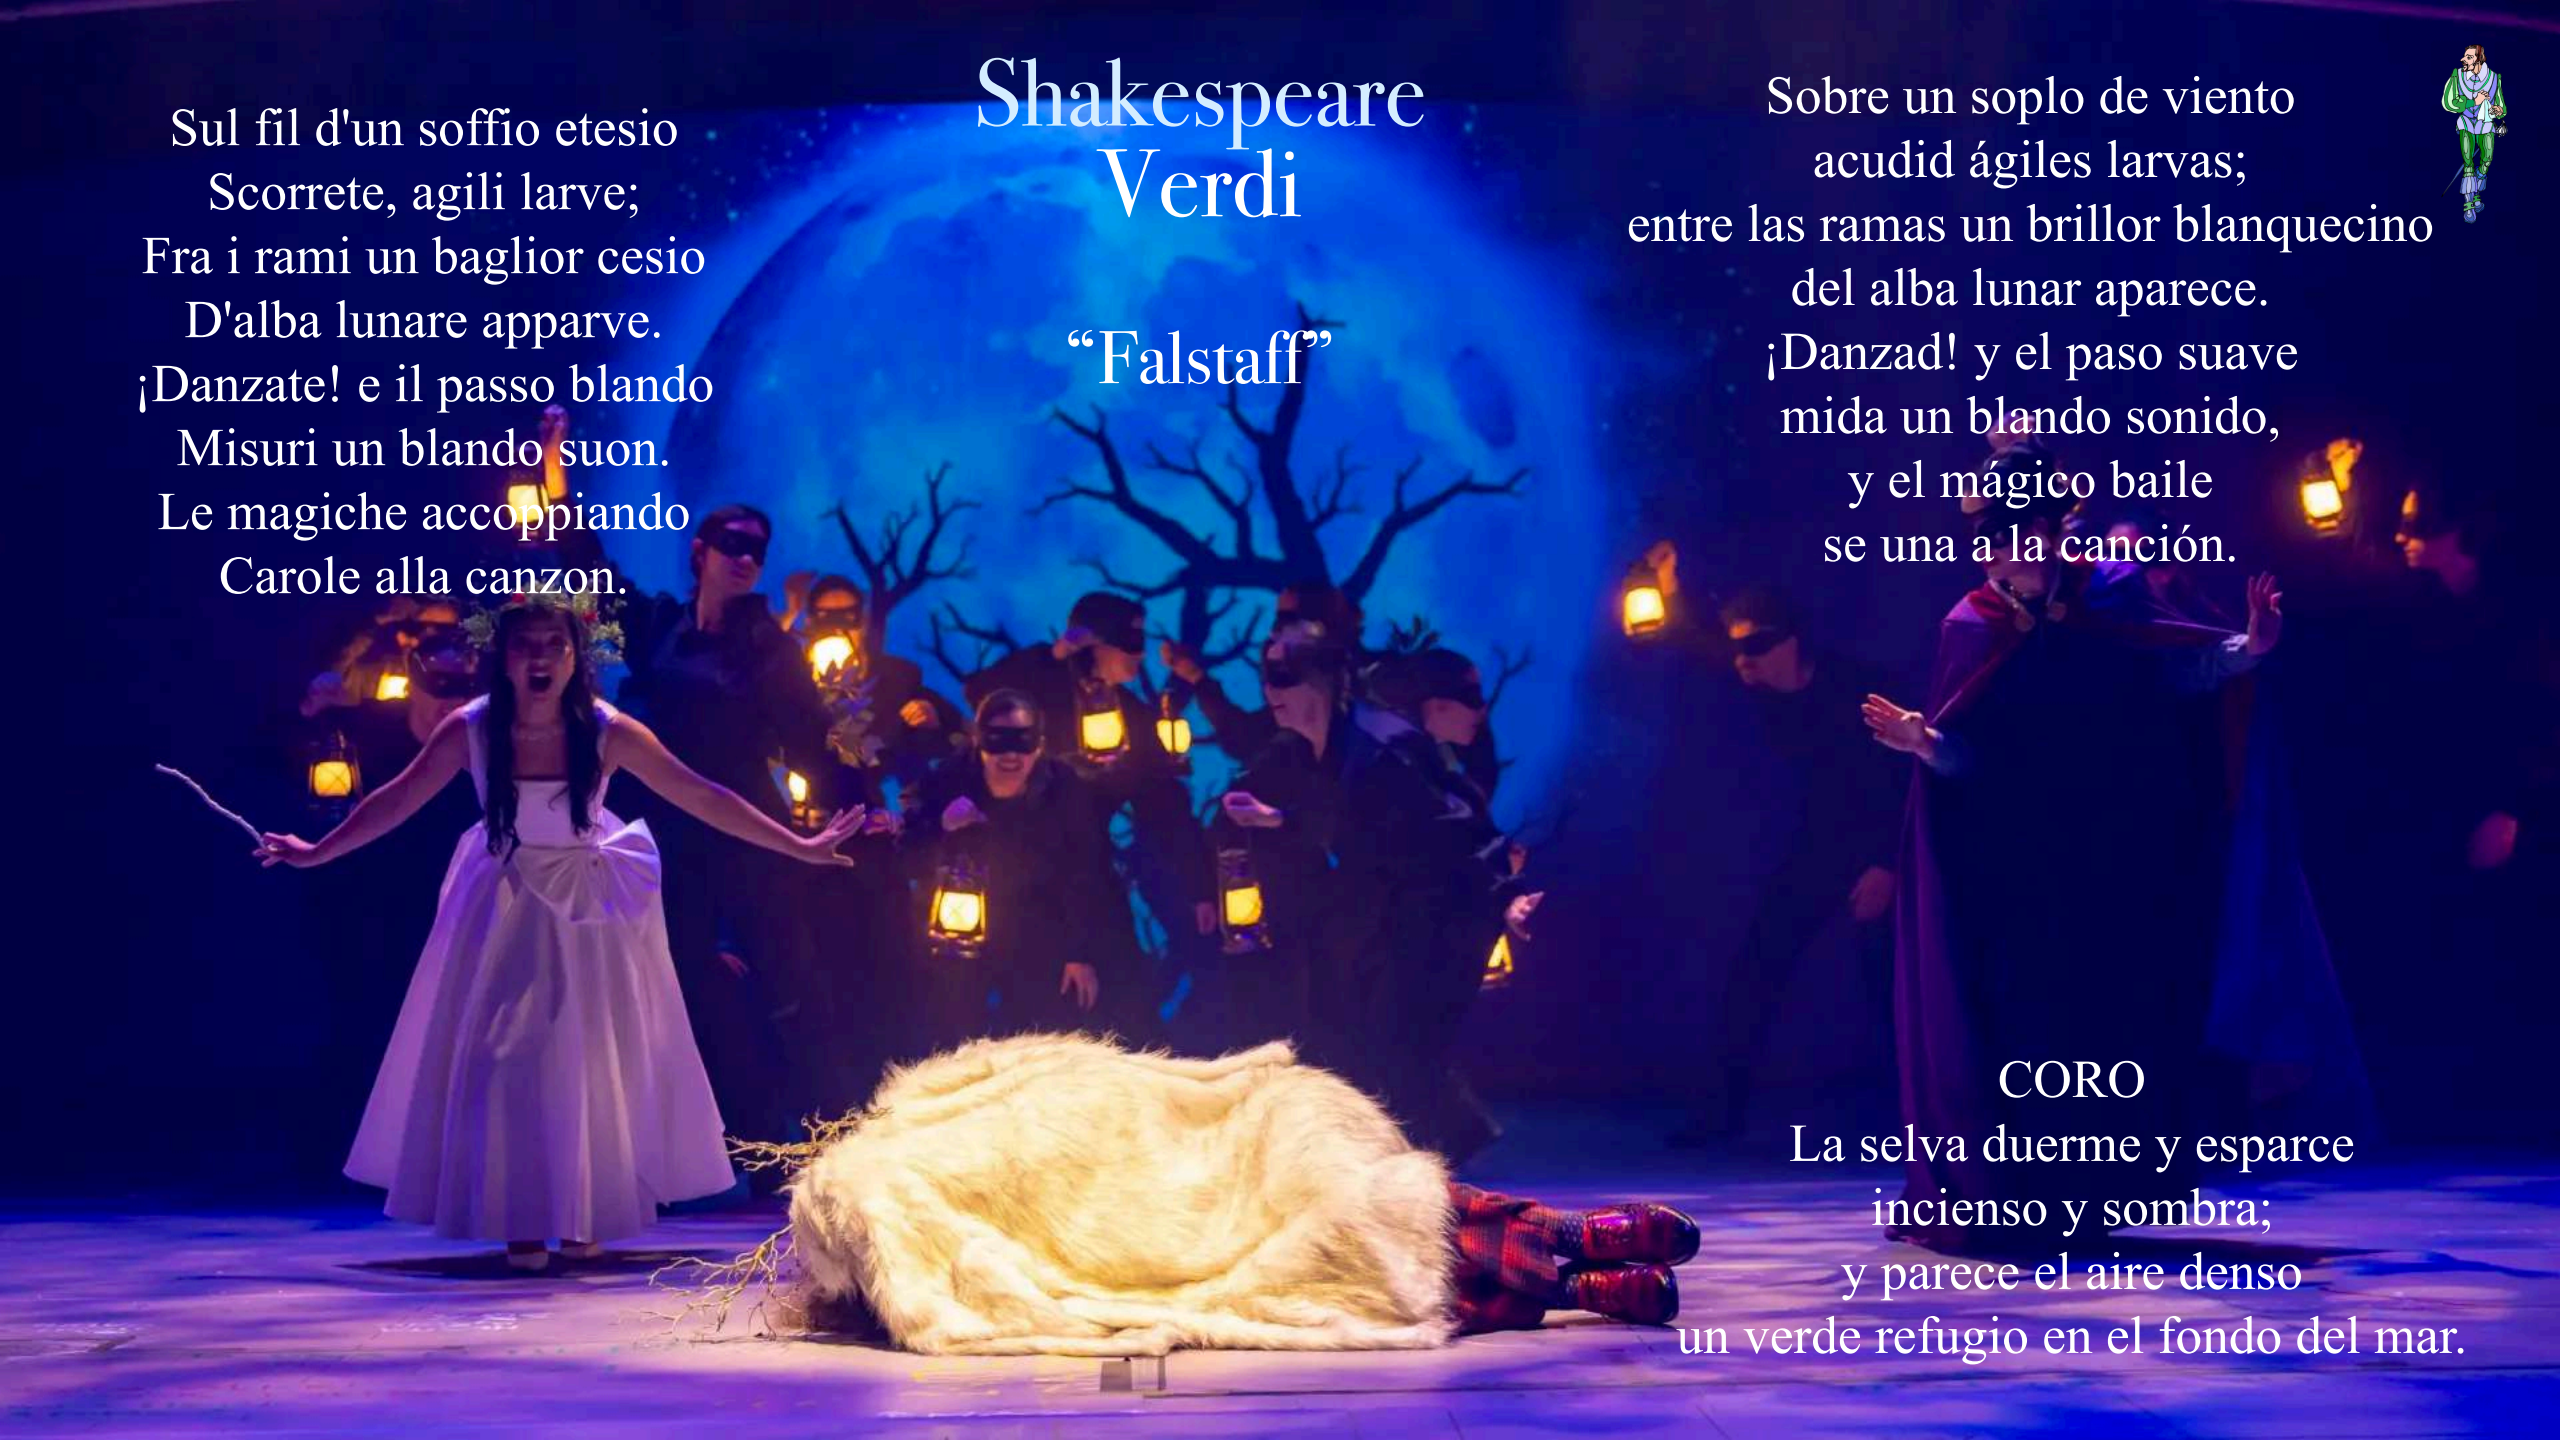 Shakespeare
Verdi
“Falstaff”
Sul fil d'un soffio etesio
Scorrete, agili larve;
Fra i rami un baglior cesio
D'alba lunare apparve.
¡Danzate! e il passo blando
Misuri un blando suon.
Le magiche accoppiando
Carole alla canzon.
Sobre un soplo de viento
acudid ágiles larvas;
entre las ramas un brillor blanquecino
del alba lunar aparece.
¡Danzad! y el paso suave
mida un blando sonido,
y el mágico baile
se una a la canción.
CORO
La selva duerme y esparce
incienso y sombra;
y parece el aire denso
un verde refugio en el fondo del mar.